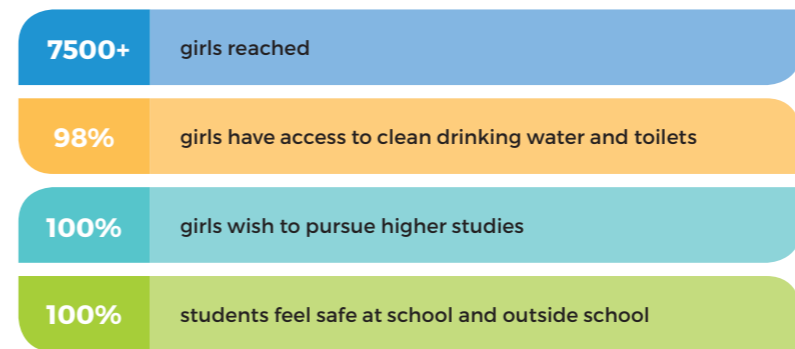 7500+ girls reached
98% girls have access to clean drinking water and toilets
100% girls wish to pursue higher studies
100% students feel safe at school and outside school